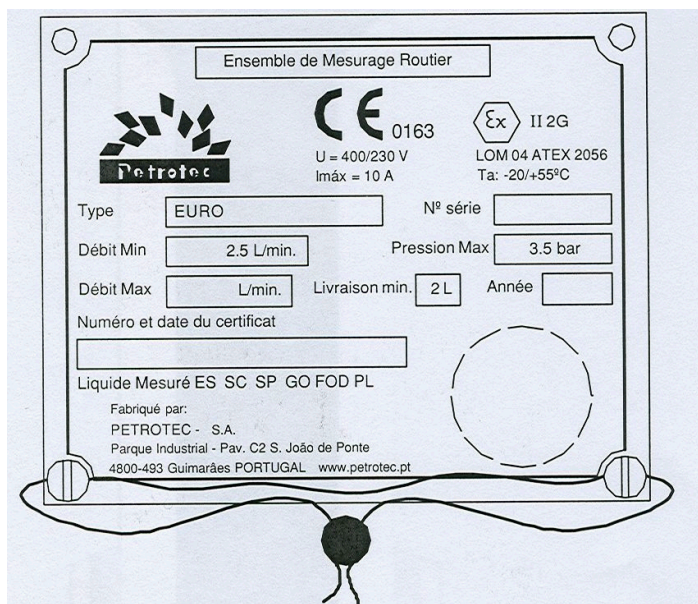 Ensemble de Mesurage Routier
Petrotec
CE 0163
U = 400/230 V
Imáx = 10 A
Ex II 2G
LOM 04 ATEX 2056
Ta: -20/+55ºC
Type EURO Nº série
Débit Min 2.5 L/min. Pression Max 3.5 bar
Débit Max L/min. Livraison min. 2 L Année
Numéro et date du certificat
Liquide Mesuré ES SC SP GO FOD PL
Fabriqué par:
PETROTEC - S.A.
Parque Industrial - Pav. C2 S. João de Ponte
4800-493 Guimarães PORTUGAL www.petrotec.pt